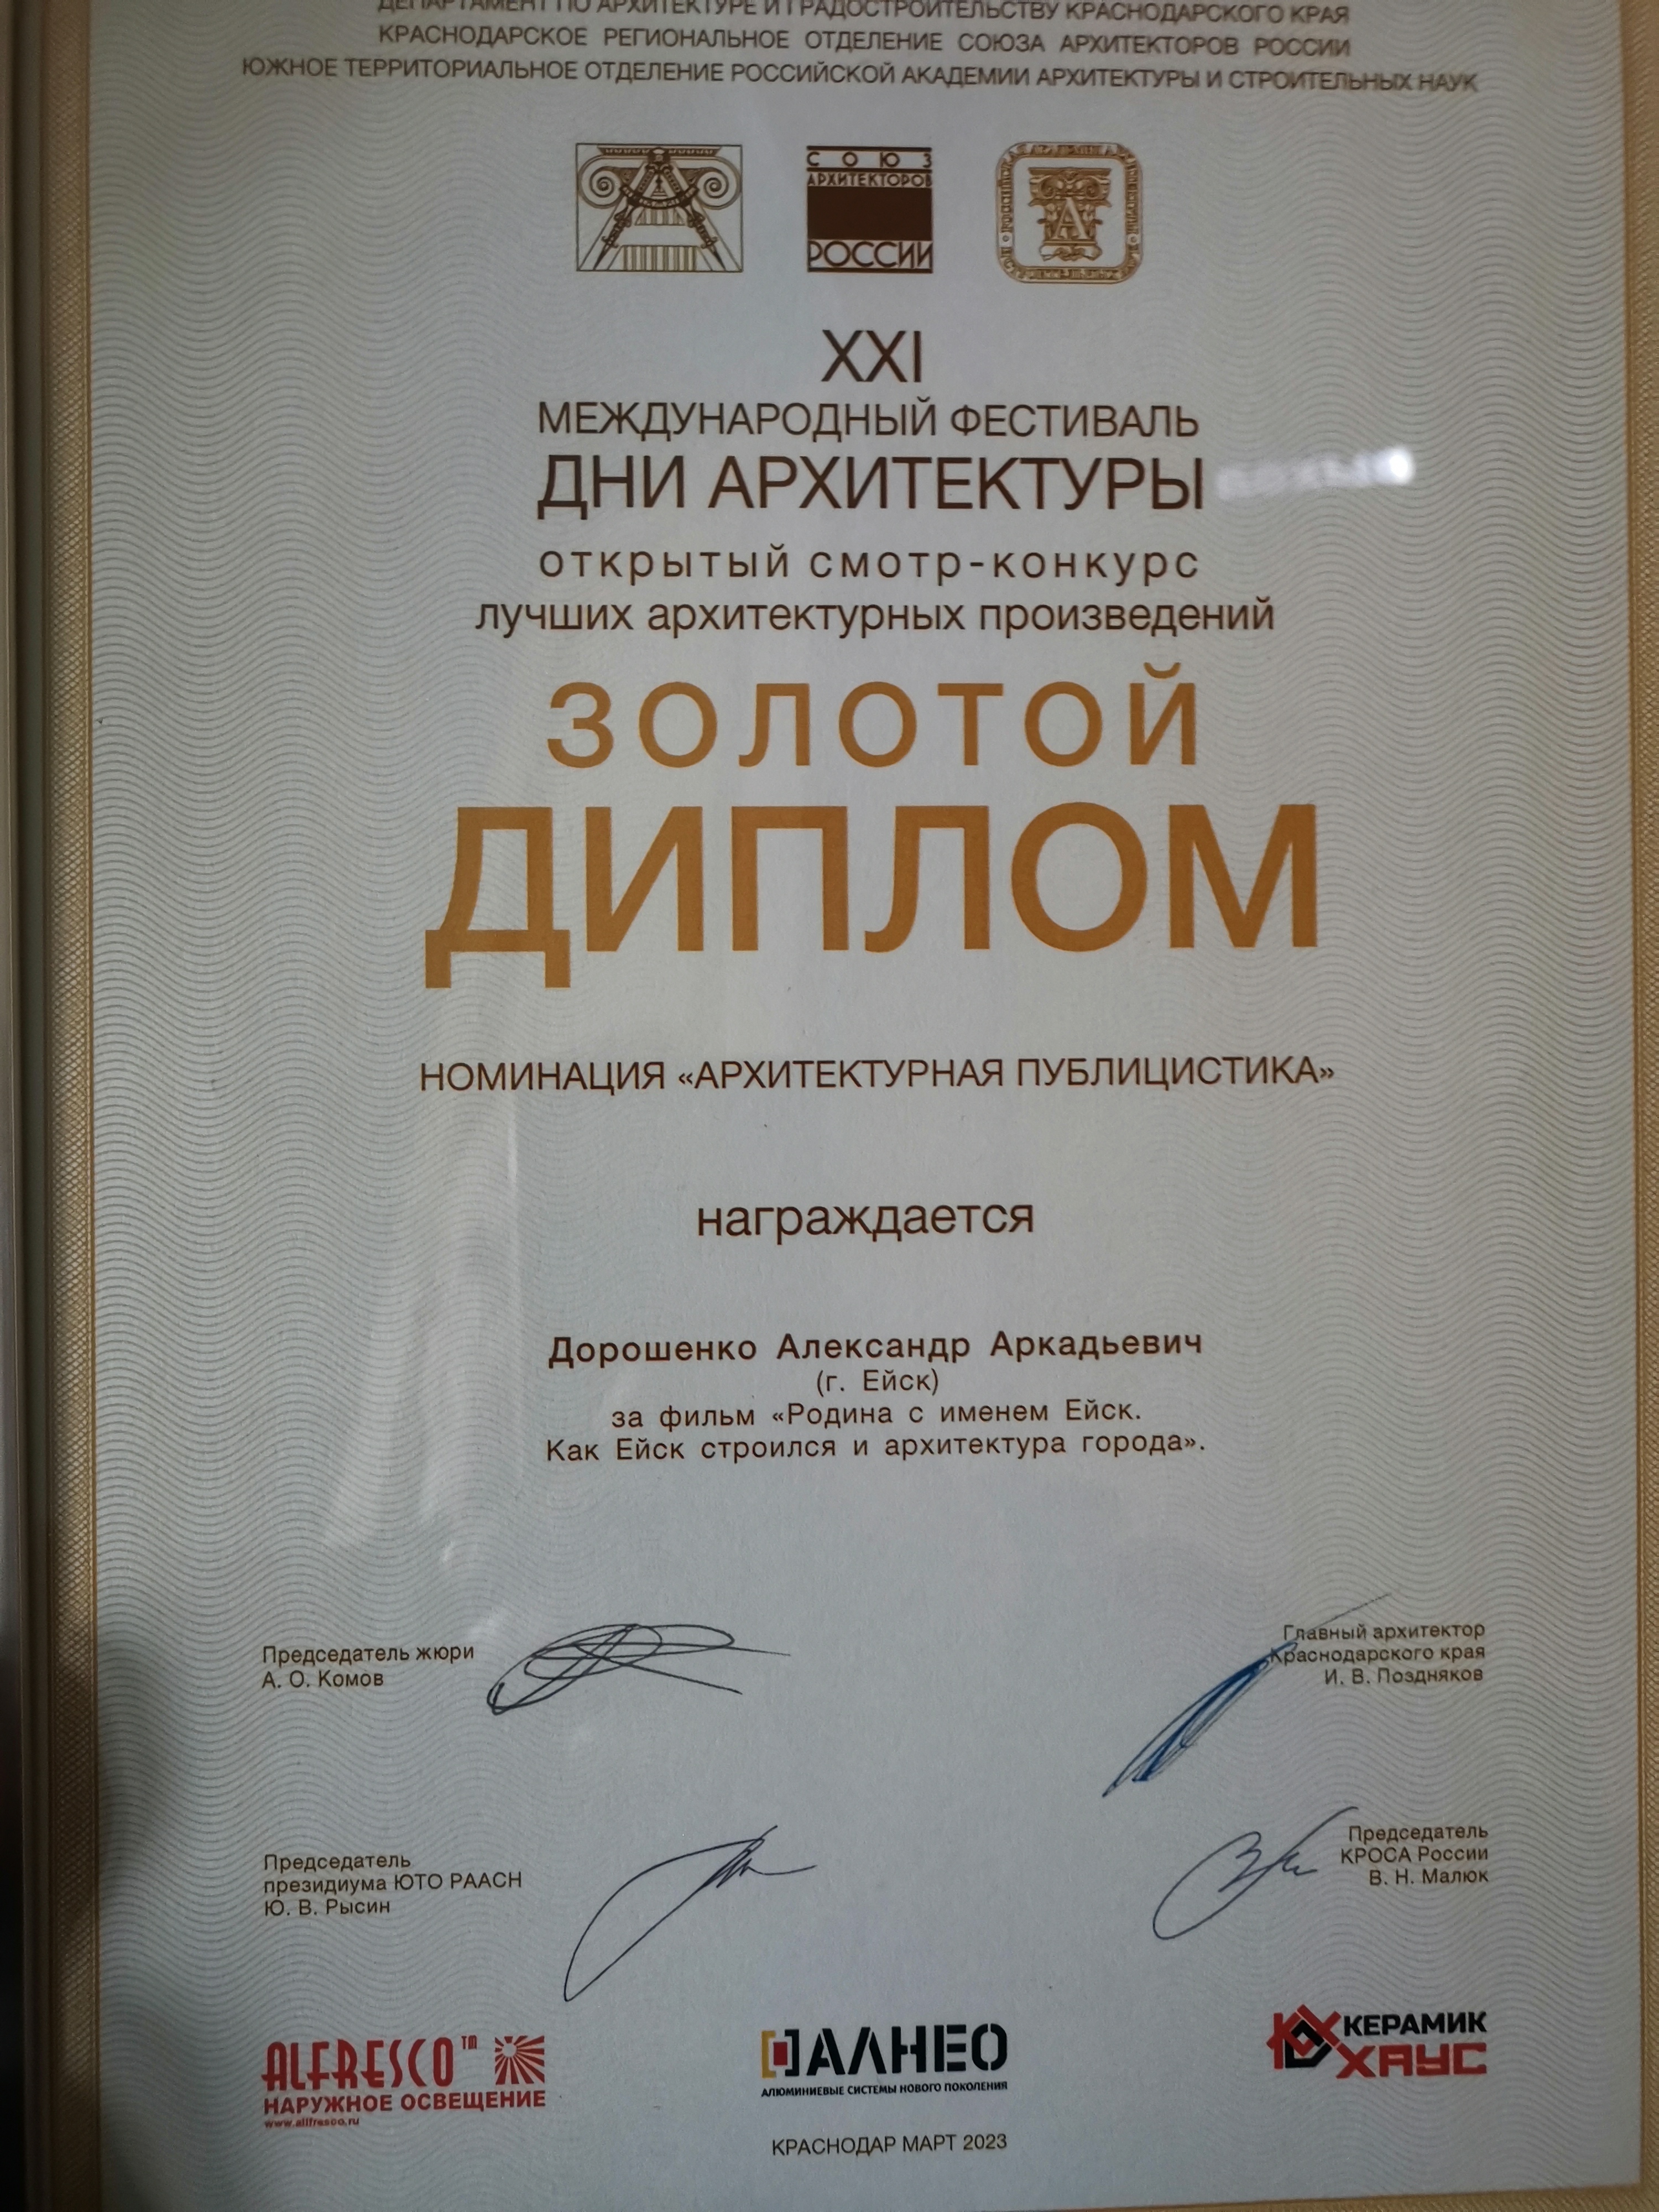 ДЕПАРТАМЕНТ ПО АРХИТЕКТУРЕ И ГРАДОСТРОИТЕЛЬСТВУ КРАСНОДАРСКОГО КРАЯ
КРАСНОДАРСКОЕ РЕГИОНАЛЬНОЕ ОТДЕЛЕНИЕ СОЮЗА АРХИТЕКТОРОВ РОССИИ
ЮЖНОЕ ТЕРРИТОРИАЛЬНОЕ ОТДЕЛЕНИЕ РОССИЙСКОЙ АКАДЕМИИ АРХИТЕКТУРЫ И СТРОИТЕЛЬНЫХ НАУК
СОЮЗ
АРХИТЕКТОРОВ
РОССИИ
А
XXI
МЕЖДУНАРОДНЫЙ ФЕСТИВАЛЬ
ДНИ АРХИТЕКТУРЫ
открытый смотр-конкурс
лучших архитектурных произведений
ЗОЛОТОЙ
ДИПЛОМ
НОМИНАЦИЯ «АРХИТЕКТУРНАЯ ПУБЛИЦИСТИКА»
награждается
Дорошенко Александр Аркадьевич
(г. Ейск)
за фильм «Родина с именем Ейск.
Как Ейск строился и архитектура города».
Председатель жюри
А. О. Комов
Главный архитектор
Краснодарского края
И. В. Поздняков
Председатель
президиума ЮТО РААСН
Ю. В. Рысин
Председатель
КРОСА России
В. Н. Малюк
ALFRESCO™
НАРУЖНОЕ ОСВЕЩЕНИЕ
www.allfresco.ru
АЛНЕО
АЛЮМИНИЕВЫЕ СИСТЕМЫ НОВОГО ПОКОЛЕНИЯ
КЕРАМИК
ХАУС
КРАСНОДАР МАРТ 2023